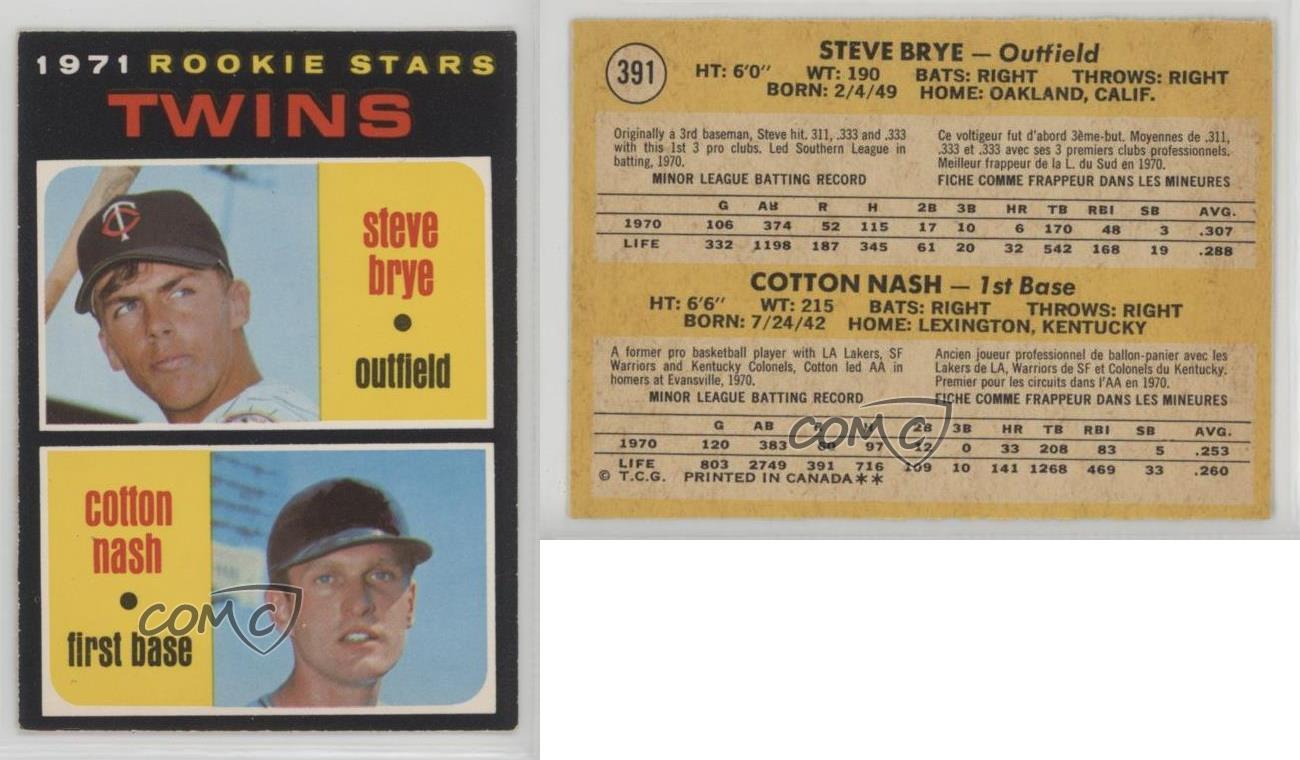 1971 ROOKIE STARS
TWINS
TC
steve
brye
•
outfield
cotton
nash
•
first base
COMC
391
STEVE BRYE — Outfield
HT: 6'0" WT: 190 BATS: RIGHT THROWS: RIGHT
BORN: 2/4/49 HOME: OAKLAND, CALIF.
Originally a 3rd baseman, Steve hit. 311, .333 and .333
with this 1st 3 pro clubs. Led Southern League in
batting, 1970.
MINOR LEAGUE BATTING RECORD
Ce voltigeur fut d'abord 3ème-but. Moyennes de .311,
.333 et .333 avec ses 3 premiers clubs professionnels.
Meilleur frappeur de la L. du Sud en 1970.
FICHE COMME FRAPPEUR DANS LES MINEURES
G AB R H 2B 3B HR TB RBI SB AVG.
1970 106 374 52 115 17 10 6 170 48 3 .307
LIFE 332 1198 187 345 61 20 32 542 168 19 .288
COTTON NASH — 1st Base
HT: 6'6" WT: 215 BATS: RIGHT THROWS: RIGHT
BORN: 7/24/42 HOME: LEXINGTON, KENTUCKY
A former pro basketball player with LA Lakers, SF
Warriors and Kentucky Colonels, Cotton led AA in
homers at Evansville, 1970.
MINOR LEAGUE BATTING RECORD
Ancien joueur professionnel de ballon-panier avec les
Lakers de LA, Warriors de SF et Colonels du Kentucky.
Premier pour les circuits dans l'AA en 1970.
FICHE COMME FRAPPEUR DANS LES MINEURES
G AB R H 2B 3B HR TB RBI SB AVG.
1970 120 383 60 97 12 0 33 208 83 5 .253
LIFE 803 2749 391 716 109 10 141 1268 469 33 .260
© T.C.G. PRINTED IN CANADA**
COMC